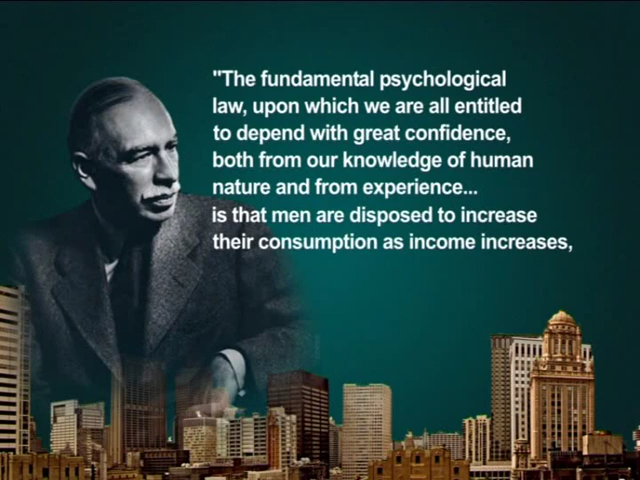 "The fundamental psychological
law, upon which we are all entitled
to depend with great confidence,
both from our knowledge of human
nature and from experience...
is that men are disposed to increase
their consumption as income increases,